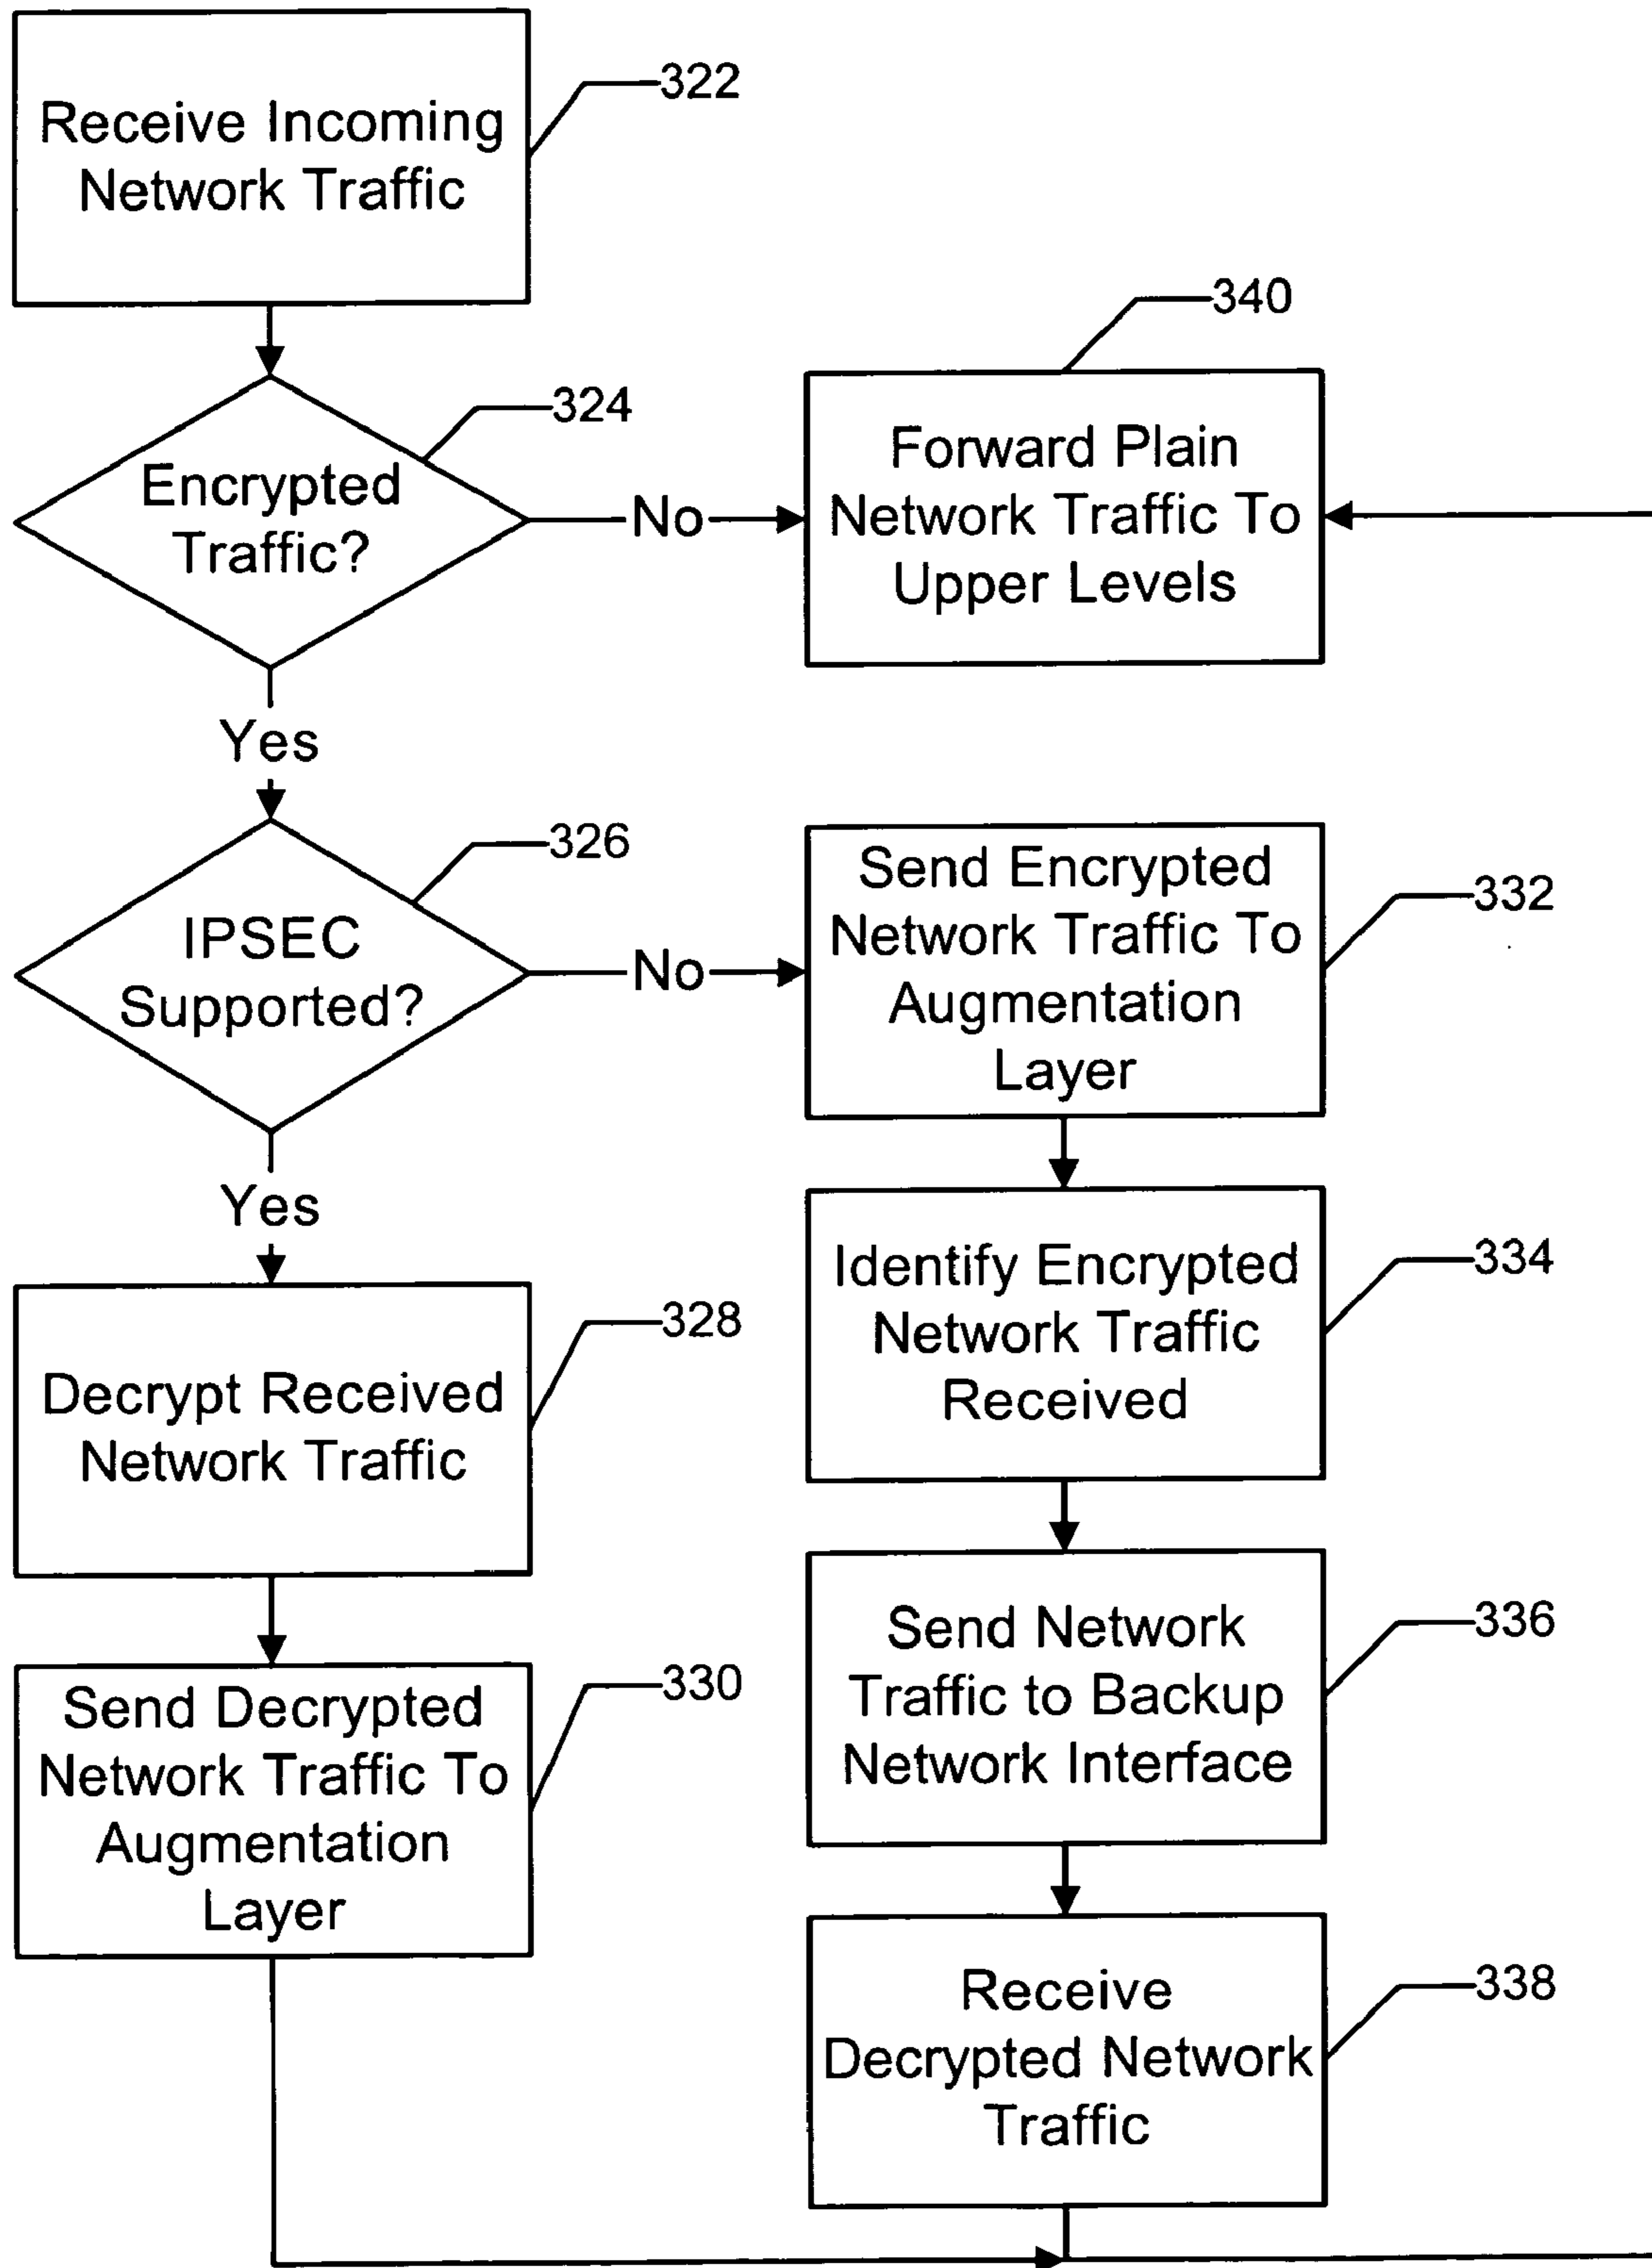 Receive Incoming
Network Traffic
322
Encrypted
Traffic?
324
No
340
Forward Plain
Network Traffic To
Upper Levels
Yes
IPSEC
Supported?
326
No
Send Encrypted
Network Traffic To
Augmentation
Layer
332
Yes
Identify Encrypted
Network Traffic
Received
334
Decrypt Received
Network Traffic
328
Send Network
Traffic to Backup
Network Interface
336
Send Decrypted
Network Traffic To
Augmentation
Layer
330
Receive
Decrypted Network
Traffic
338